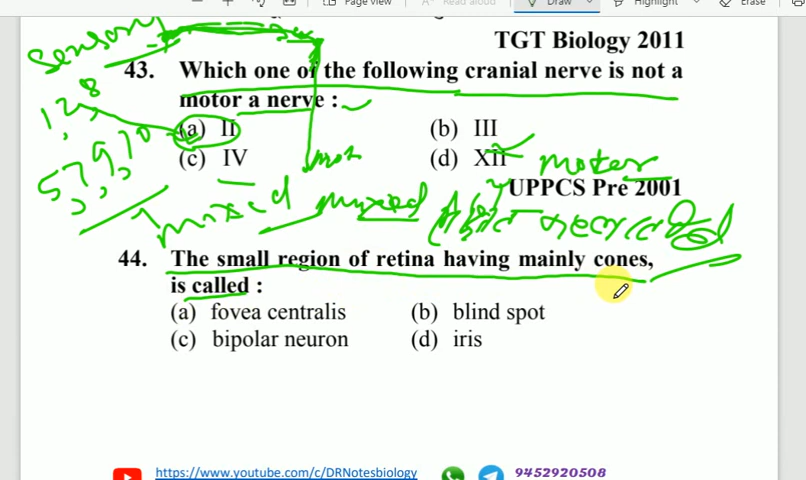 Page view
Read aloud
Draw
Highlight
Erase
TGT Biology 2011
sensory
43. Which one of the following cranial nerve is not a
motor a nerve :
1, 2, 8
(a) II (b) III
(c) IV (d) XII motor
5, 7, 9, 10
mixed mixed
UPPCS Pre 2001
44. The small region of retina having mainly cones,
is called :
(a) fovea centralis (b) blind spot
(c) bipolar neuron (d) iris
https://www.youtube.com/c/DRNotesbiology 9452920508